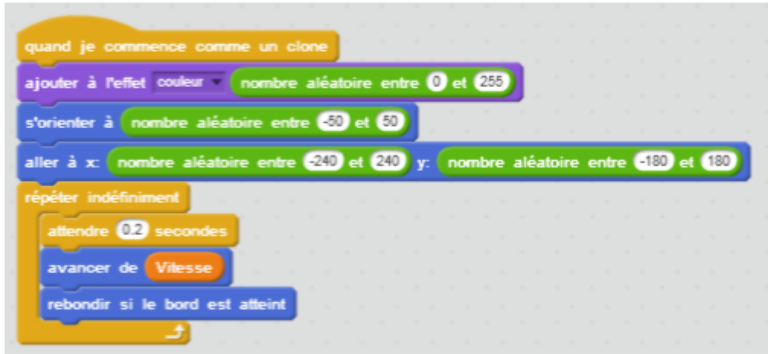 quand je commence comme un clone
ajouter à l'effet couleur nombre aléatoire entre 0 et 255
s'orienter à nombre aléatoire entre -50 et 50
aller à x: nombre aléatoire entre -240 et 240 y: nombre aléatoire entre -180 et 180
répéter indéfiniment
attendre 0.2 secondes
avancer de Vitesse
rebondir si le bord est atteint